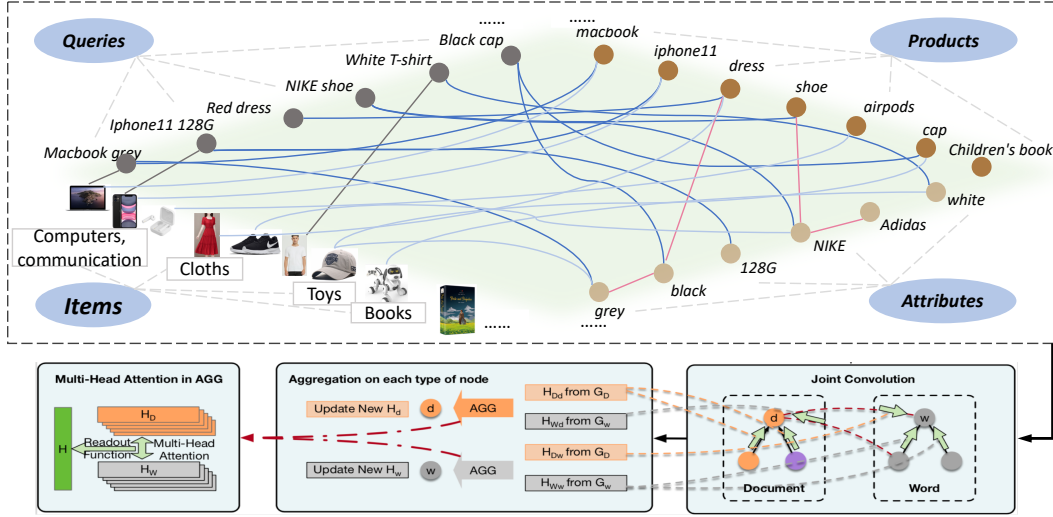 Queries
Products
......
......
Black cap
macbook
White T-shirt
iphone11
NIKE shoe
dress
Red dress
shoe
Iphone11 128G
airpods
Macbook grey
cap
Children's book
white
Adidas
NIKE
128G
black
grey
Computers,
communication
Cloths
Toys
Books
......
......
Items
Attributes
Multi-Head Attention in AGG
H
H_D
Readout
Function
Multi-Head
Attention
H_W
Aggregation on each type of node
Update New H_d
d
AGG
H_Dd from G_D
H_Wd from G_w
Update New H_w
w
AGG
H_Dw from G_D
H_Ww from G_w
Joint Convolution
d
w
Document
Word